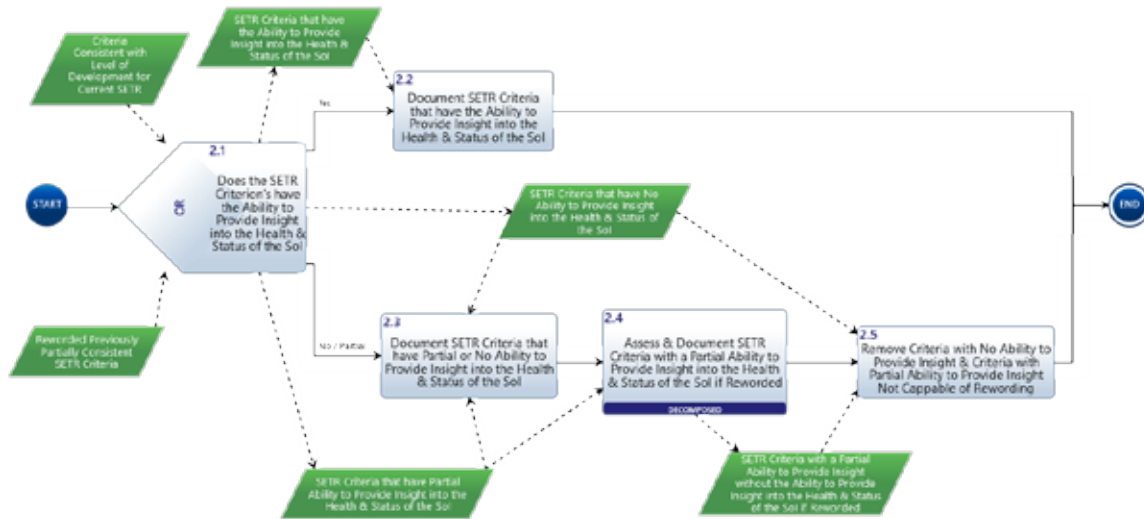 Criteria
Consistent with
Level of
Development for
Current SETR
SETR Criteria that have
the Ability to Provide
Insight into the Health &
Status of the SoI
2.2
Document SETR Criteria
that have the Ability to
Provide Insight into the
Health & Status of the SoI
Yes
START
OR
2.1
Does the SETR
Criterion's have
the Ability to
Provide Insight
into the Health &
Status of the SoI
SETR Criteria that have No
Ability to Provide Insight
into the Health & Status of
the SoI
END
Reworded Previously
Partially Consistent
SETR Criteria
No / Partial
2.3
Document SETR Criteria that
have Partial or No Ability to
Provide Insight into the Health
& Status of the SoI
2.4
Assess & Document SETR
Criteria with a Partial Ability to
Provide Insight into the Health
& Status of the SoI if Reworded
DECOMPOSED
2.5
Remove Criteria with No Ability to
Provide Insight & Criteria with
Partial Ability to Provide Insight
Not Cappable of Rewording
SETR Criteria that have Partial
Ability to Provide Insight into the
Health & Status of the SoI
SETR Criteria with a Partial
Ability to Provide Insight
without the Ability to Provide
Insight into the Health & Status
of the SoI if Reworded